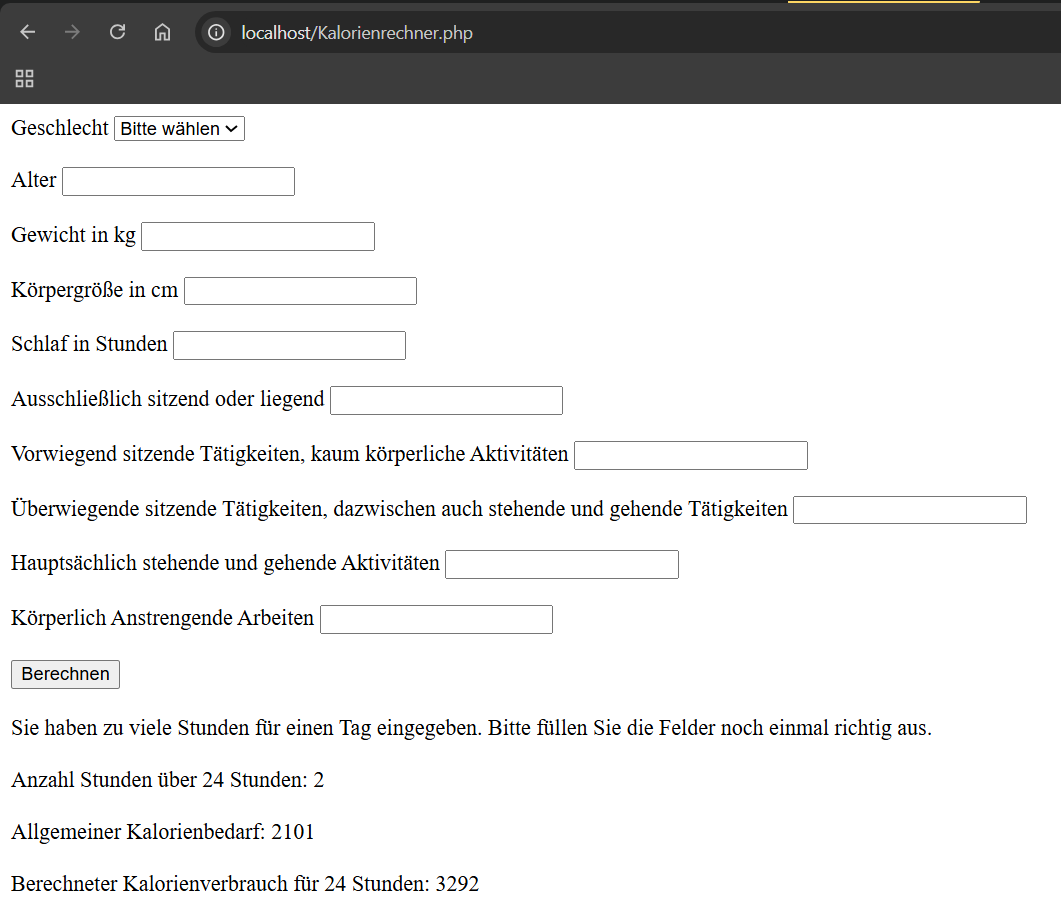 localhost/Kalorienrechner.php
Geschlecht Bitte wählen
Alter
Gewicht in kg
Körpergröße in cm
Schlaf in Stunden
Ausschließlich sitzend oder liegend
Vorwiegend sitzende Tätigkeiten, kaum körperliche Aktivitäten
Überwiegende sitzende Tätigkeiten, dazwischen auch stehende und gehende Tätigkeiten
Hauptsächlich stehende und gehende Aktivitäten
Körperlich Anstrengende Arbeiten
Berechnen
Sie haben zu viele Stunden für einen Tag eingegeben. Bitte füllen Sie die Felder noch einmal richtig aus.
Anzahl Stunden über 24 Stunden: 2
Allgemeiner Kalorienbedarf: 2101
Berechneter Kalorienverbrauch für 24 Stunden: 3292